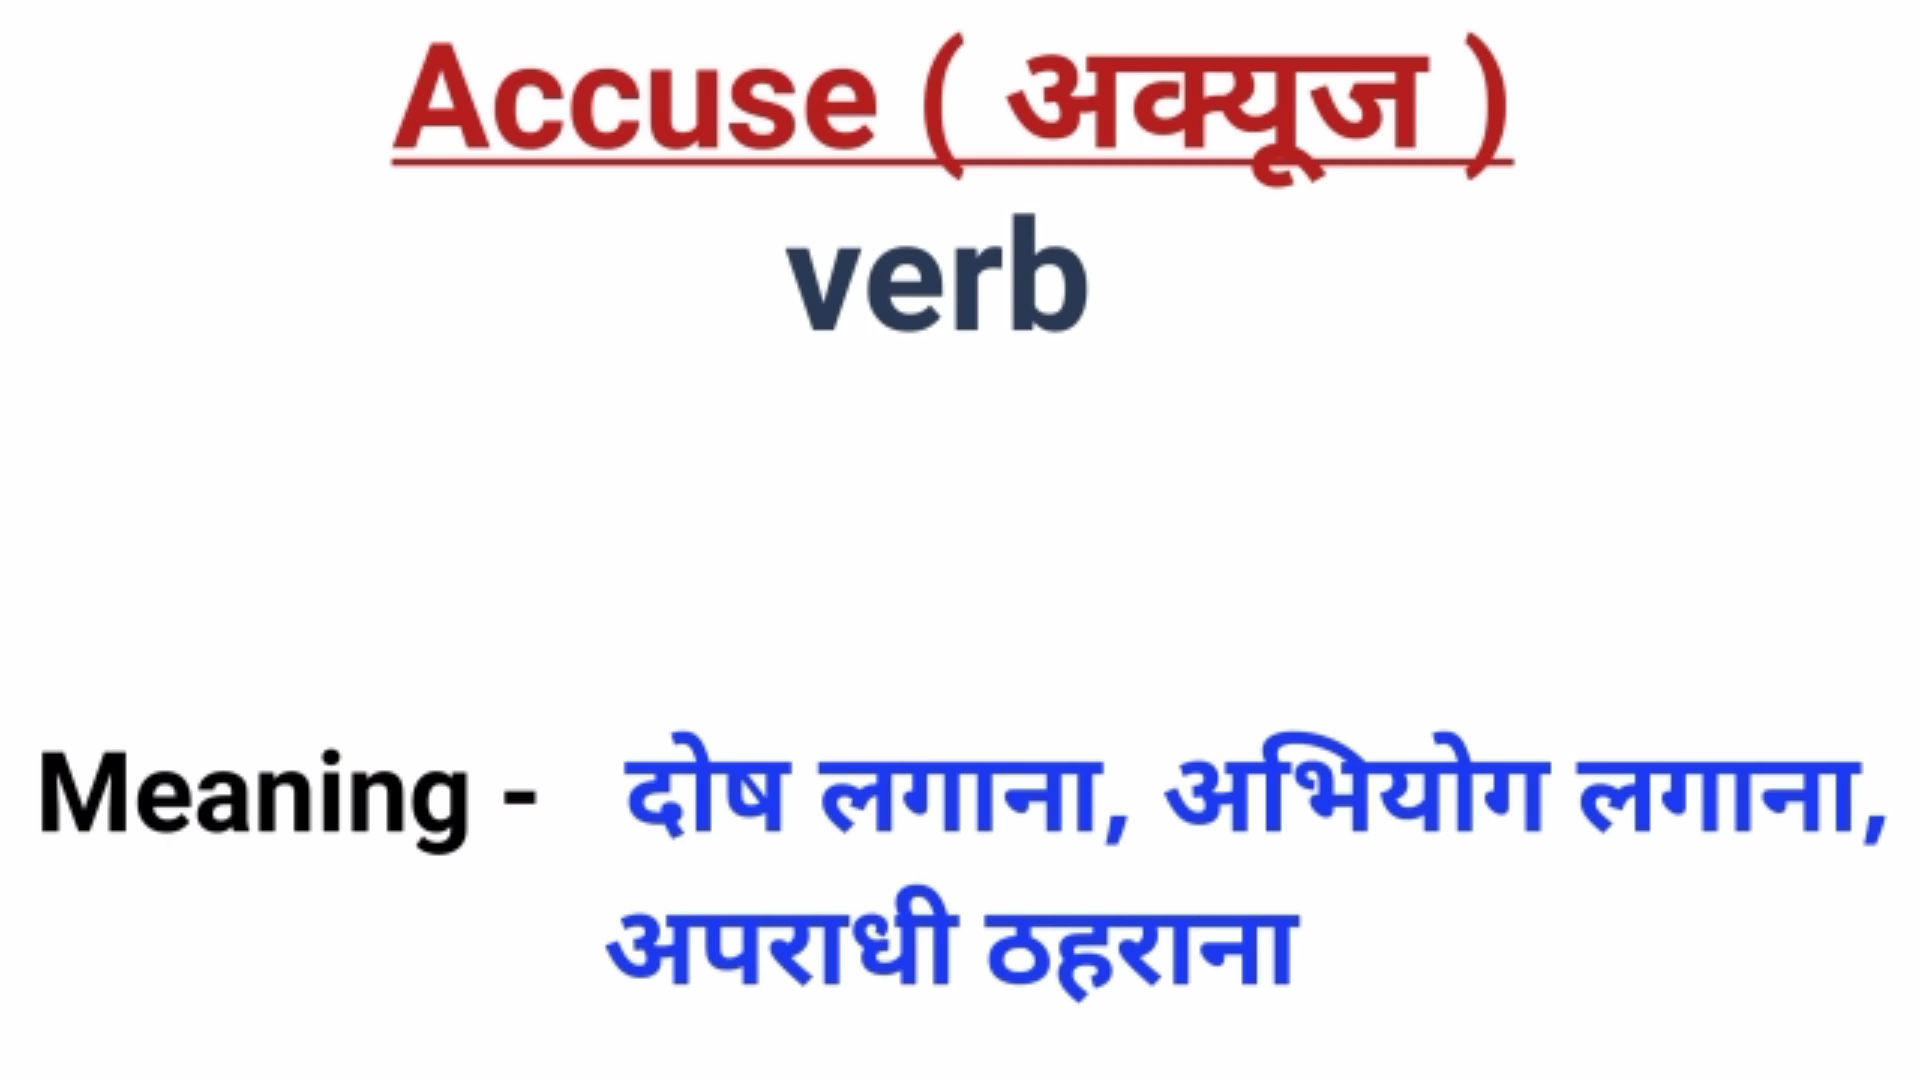 Accuse ( अक्यूज )
verb
Meaning - दोष लगाना, अभियोग लगाना,
अपराधी ठहराना